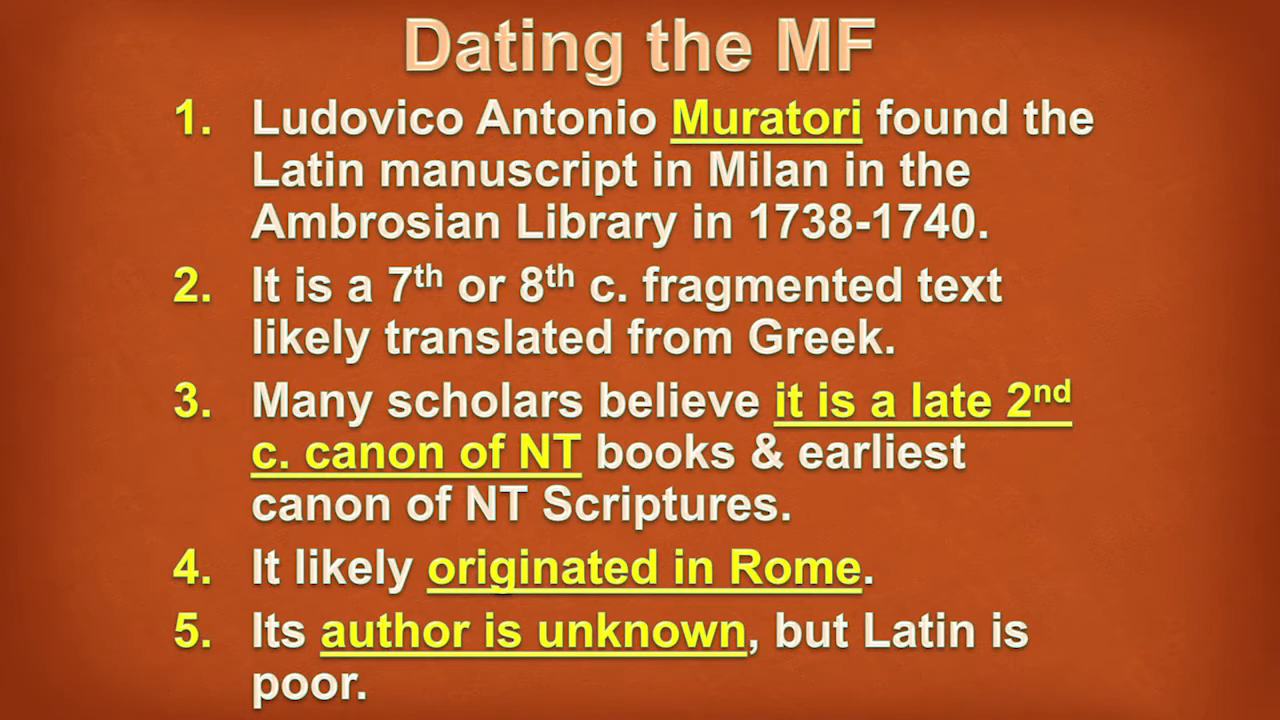 Dating the MF
1. Ludovico Antonio Muratori found the
Latin manuscript in Milan in the
Ambrosian Library in 1738-1740.
2. It is a 7th or 8th c. fragmented text
likely translated from Greek.
3. Many scholars believe it is a late 2nd
c. canon of NT books & earliest
canon of NT Scriptures.
4. It likely originated in Rome.
5. Its author is unknown, but Latin is
poor.